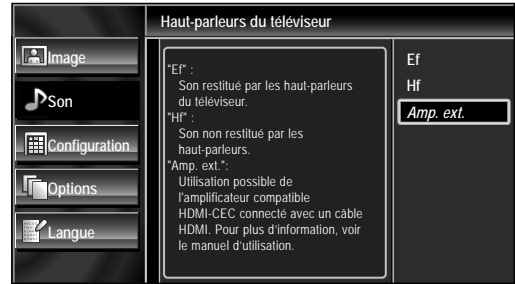 Haut-parleurs du téléviseur
Image
Son
Configuration
Options
Langue
"Ef" :
Son restitué par les haut-parleurs
du téléviseur.
"Hf" :
Son non restitué par les
haut-parleurs.
"Amp. ext.":
Utilisation possible de
l'amplificateur compatible
HDMI-CEC connecté avec un câble
HDMI. Pour plus d'information, voir
le manuel d'utilisation.
Ef
Hf
Amp. ext.